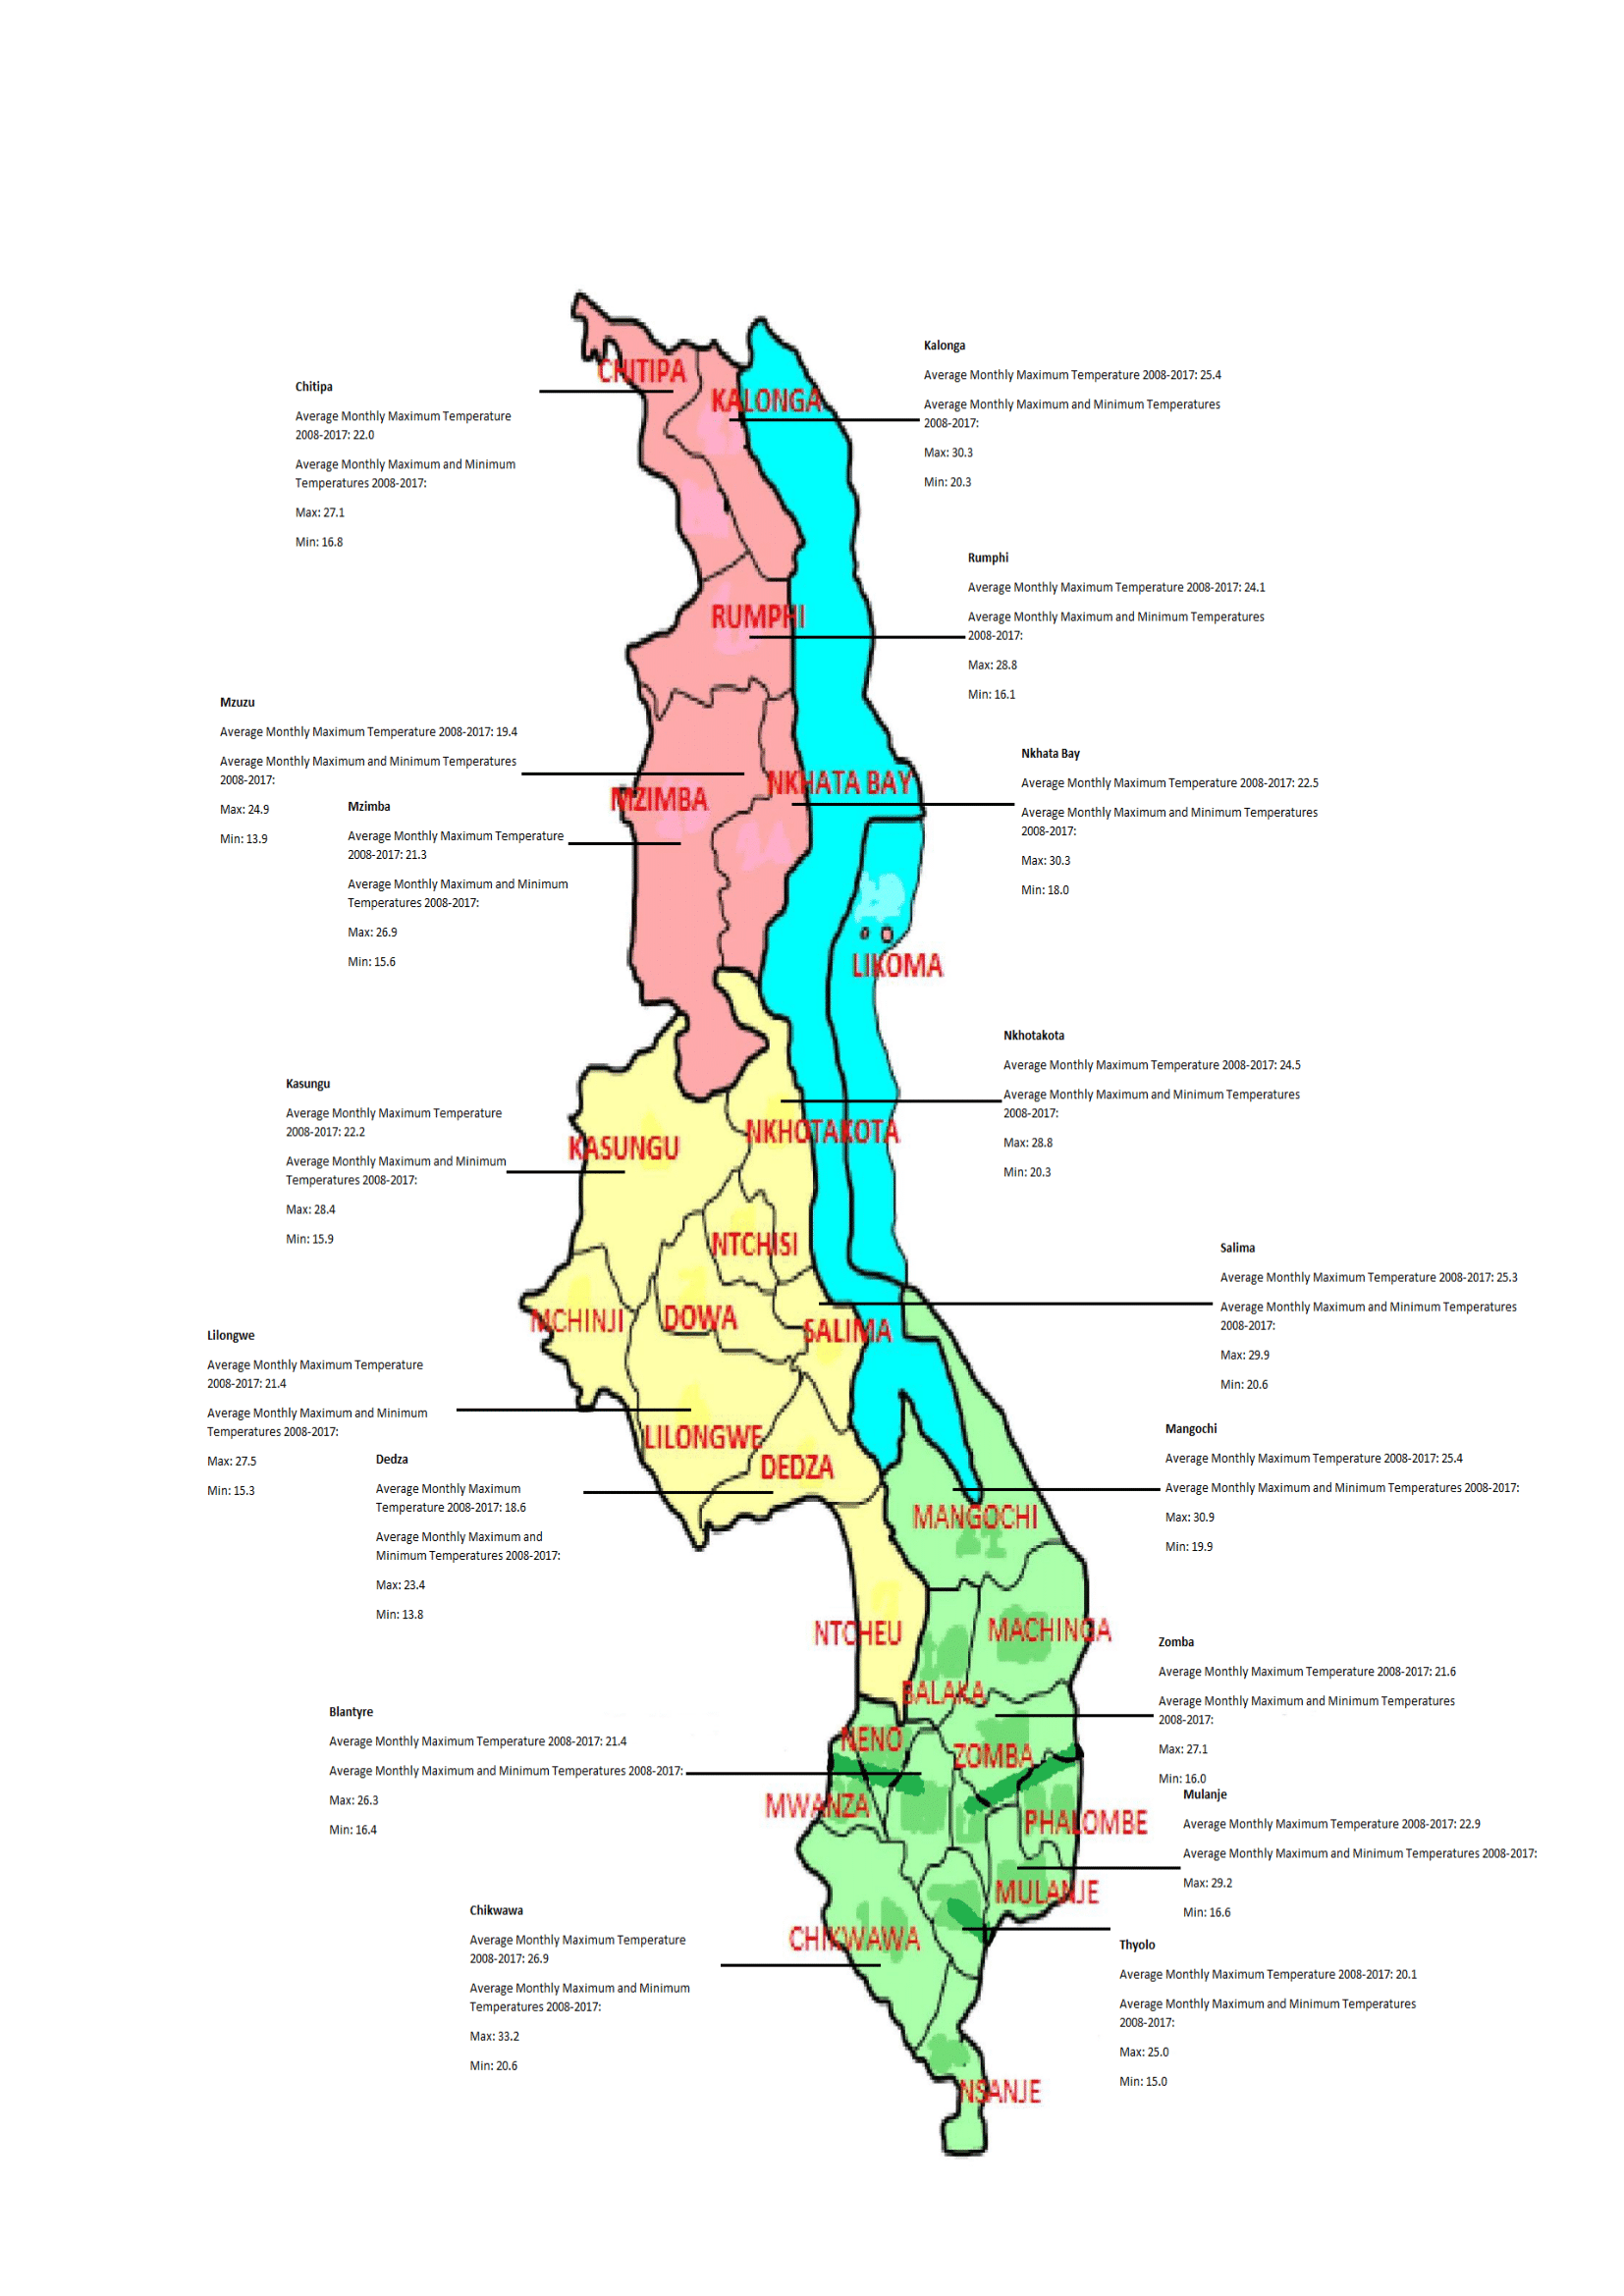 CHITIPA
KALONGA
RUMPHI
NKHATA BAY
MZIMBA
LIKOMA
NKHOTAKOTA
KASUNGU
NTCHISI
MCHINJI
DOWA
SALIMA
LILONGWE
DEDZA
MANGOCHI
NTCHEU
MACHINGA
BALAKA
NENO
ZOMBA
MWANZA
PHALOMBE
MULANJE
CHIKWAWA
NSANJE
Chitipa
Average Monthly Maximum Temperature
2008-2017: 22.0
Average Monthly Maximum and Minimum
Temperatures 2008-2017:
Max: 27.1
Min: 16.8
Kalonga
Average Monthly Maximum Temperature 2008-2017: 25.4
Average Monthly Maximum and Minimum Temperatures
2008-2017:
Max: 30.3
Min: 20.3
Rumphi
Average Monthly Maximum Temperature 2008-2017: 24.1
Average Monthly Maximum and Minimum Temperatures
2008-2017:
Max: 28.8
Min: 16.1
Mzuzu
Average Monthly Maximum Temperature 2008-2017: 19.4
Average Monthly Maximum and Minimum Temperatures
2008-2017:
Max: 24.9
Min: 13.9
Mzimba
Average Monthly Maximum Temperature
2008-2017: 21.3
Average Monthly Maximum and Minimum
Temperatures 2008-2017:
Max: 26.9
Min: 15.6
Nkhata Bay
Average Monthly Maximum Temperature 2008-2017: 22.5
Average Monthly Maximum and Minimum Temperatures
2008-2017:
Max: 30.3
Min: 18.0
Nkhotakota
Average Monthly Maximum Temperature 2008-2017: 24.5
Average Monthly Maximum and Minimum Temperatures
2008-2017:
Max: 28.8
Min: 20.3
Kasungu
Average Monthly Maximum Temperature
2008-2017: 22.2
Average Monthly Maximum and Minimum
Temperatures 2008-2017:
Max: 28.4
Min: 15.9
Salima
Average Monthly Maximum Temperature 2008-2017: 25.3
Average Monthly Maximum and Minimum Temperatures
2008-2017:
Max: 29.9
Min: 20.6
Lilongwe
Average Monthly Maximum Temperature
2008-2017: 21.4
Average Monthly Maximum and Minimum
Temperatures 2008-2017:
Max: 27.5
Min: 15.3
Dedza
Average Monthly Maximum
Temperature 2008-2017: 18.6
Average Monthly Maximum and
Minimum Temperatures 2008-2017:
Max: 23.4
Min: 13.8
Mangochi
Average Monthly Maximum Temperature 2008-2017: 25.4
Average Monthly Maximum and Minimum Temperatures 2008-2017:
Max: 30.9
Min: 19.9
Zomba
Average Monthly Maximum Temperature 2008-2017: 21.6
Average Monthly Maximum and Minimum Temperatures
2008-2017:
Max: 27.1
Min: 16.0
Blantyre
Average Monthly Maximum Temperature 2008-2017: 21.4
Average Monthly Maximum and Minimum Temperatures 2008-2017:
Max: 26.3
Min: 16.4
Mulanje
Average Monthly Maximum Temperature 2008-2017: 22.9
Average Monthly Maximum and Minimum Temperatures 2008-2017:
Max: 29.2
Min: 16.6
Chikwawa
Average Monthly Maximum Temperature
2008-2017: 26.9
Average Monthly Maximum and Minimum
Temperatures 2008-2017:
Max: 33.2
Min: 20.6
Thyolo
Average Monthly Maximum Temperature 2008-2017: 20.1
Average Monthly Maximum and Minimum Temperatures
2008-2017:
Max: 25.0
Min: 15.0